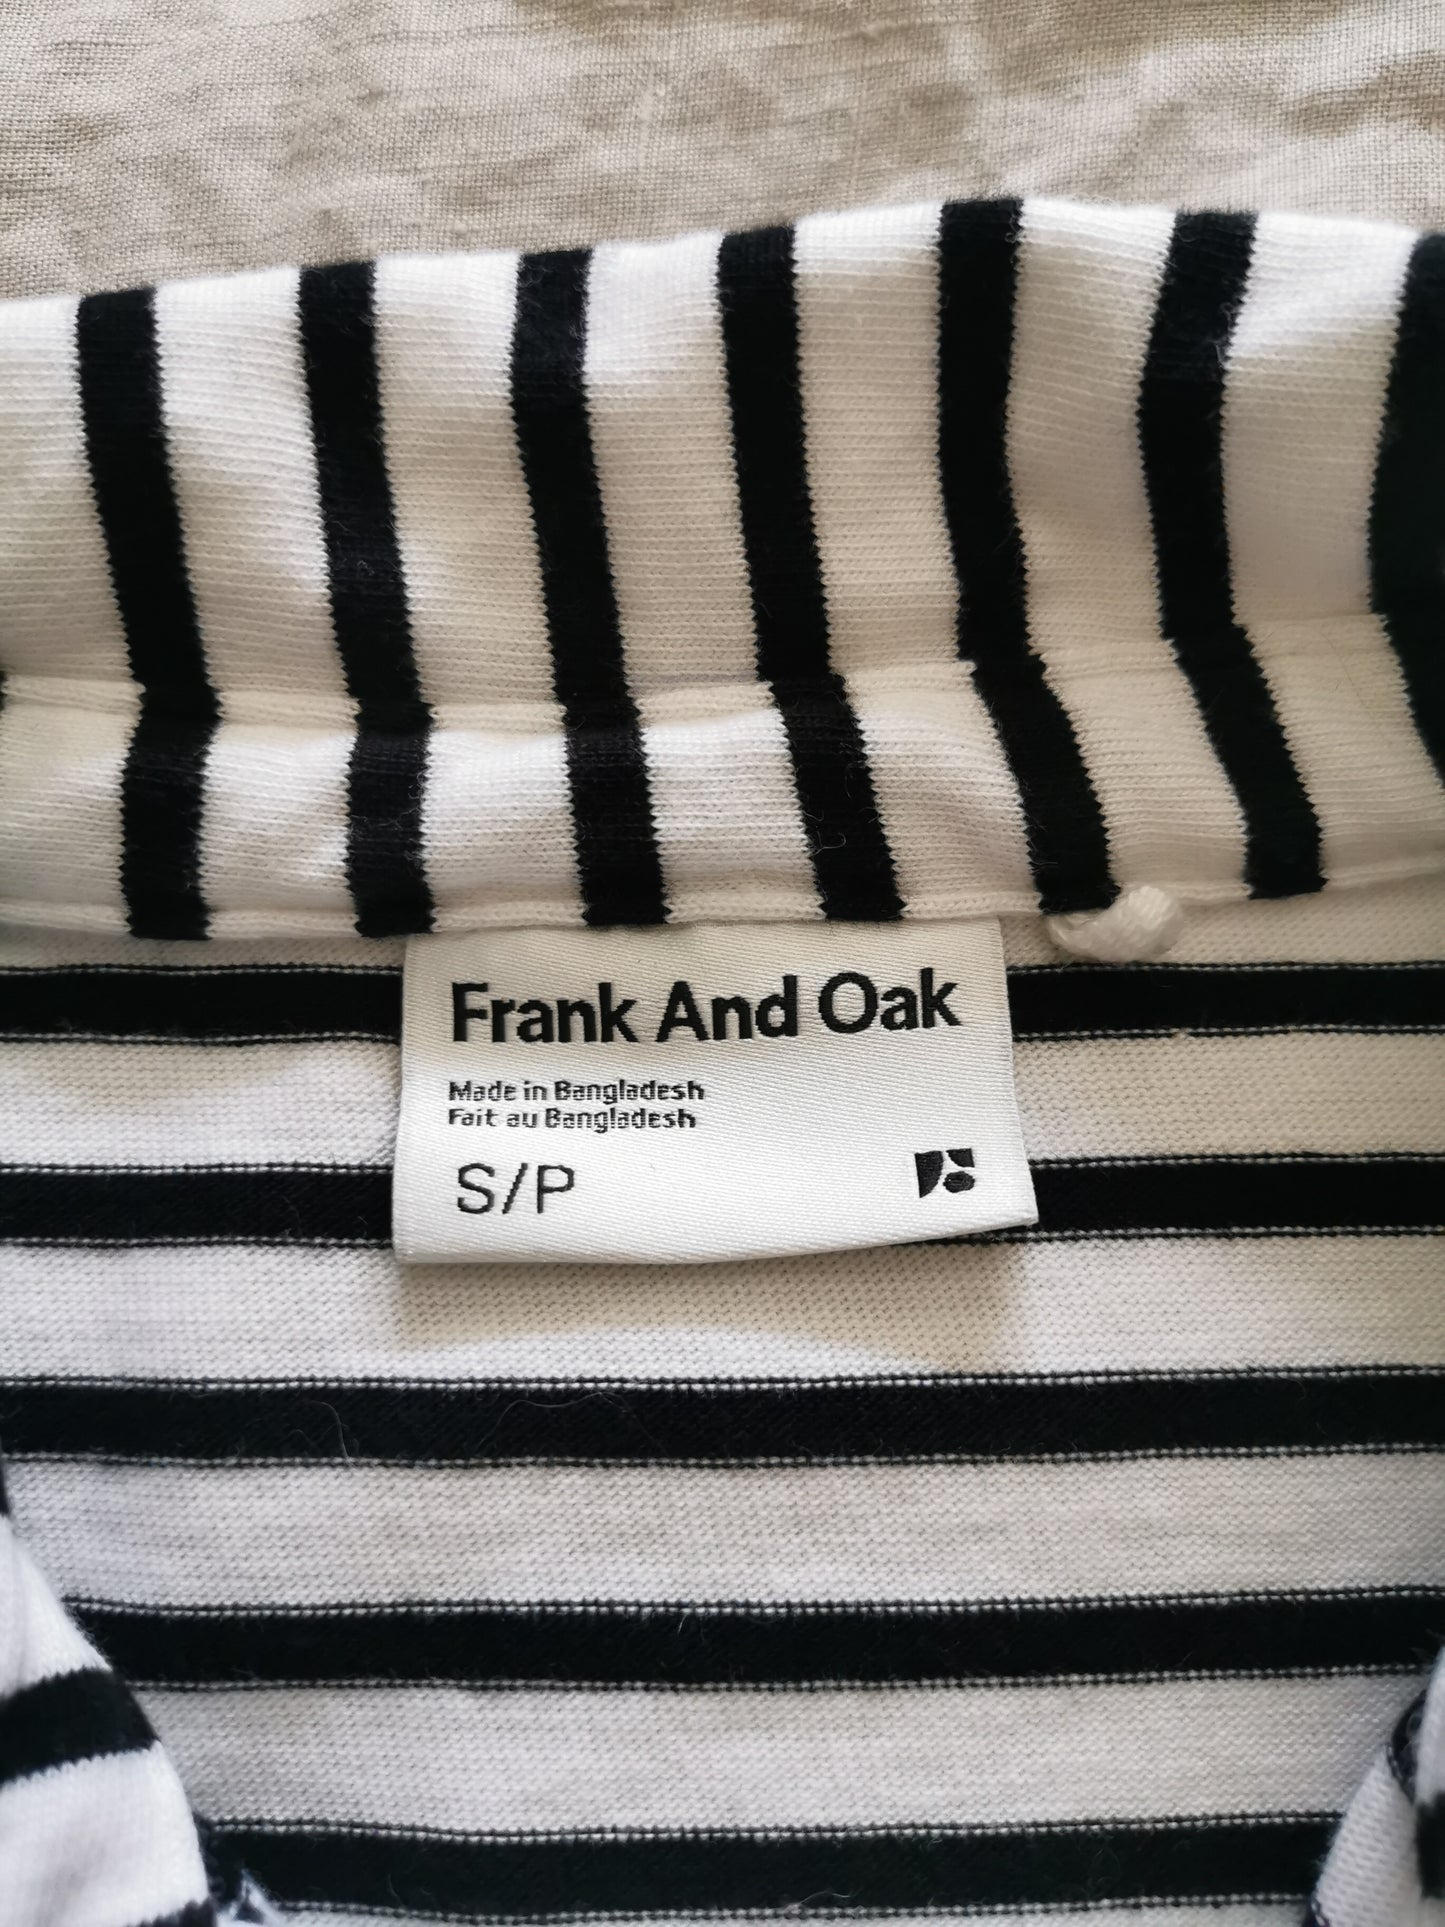 Frank And Oak
Made in Bangladesh
Fait au Bangladesh
S/P